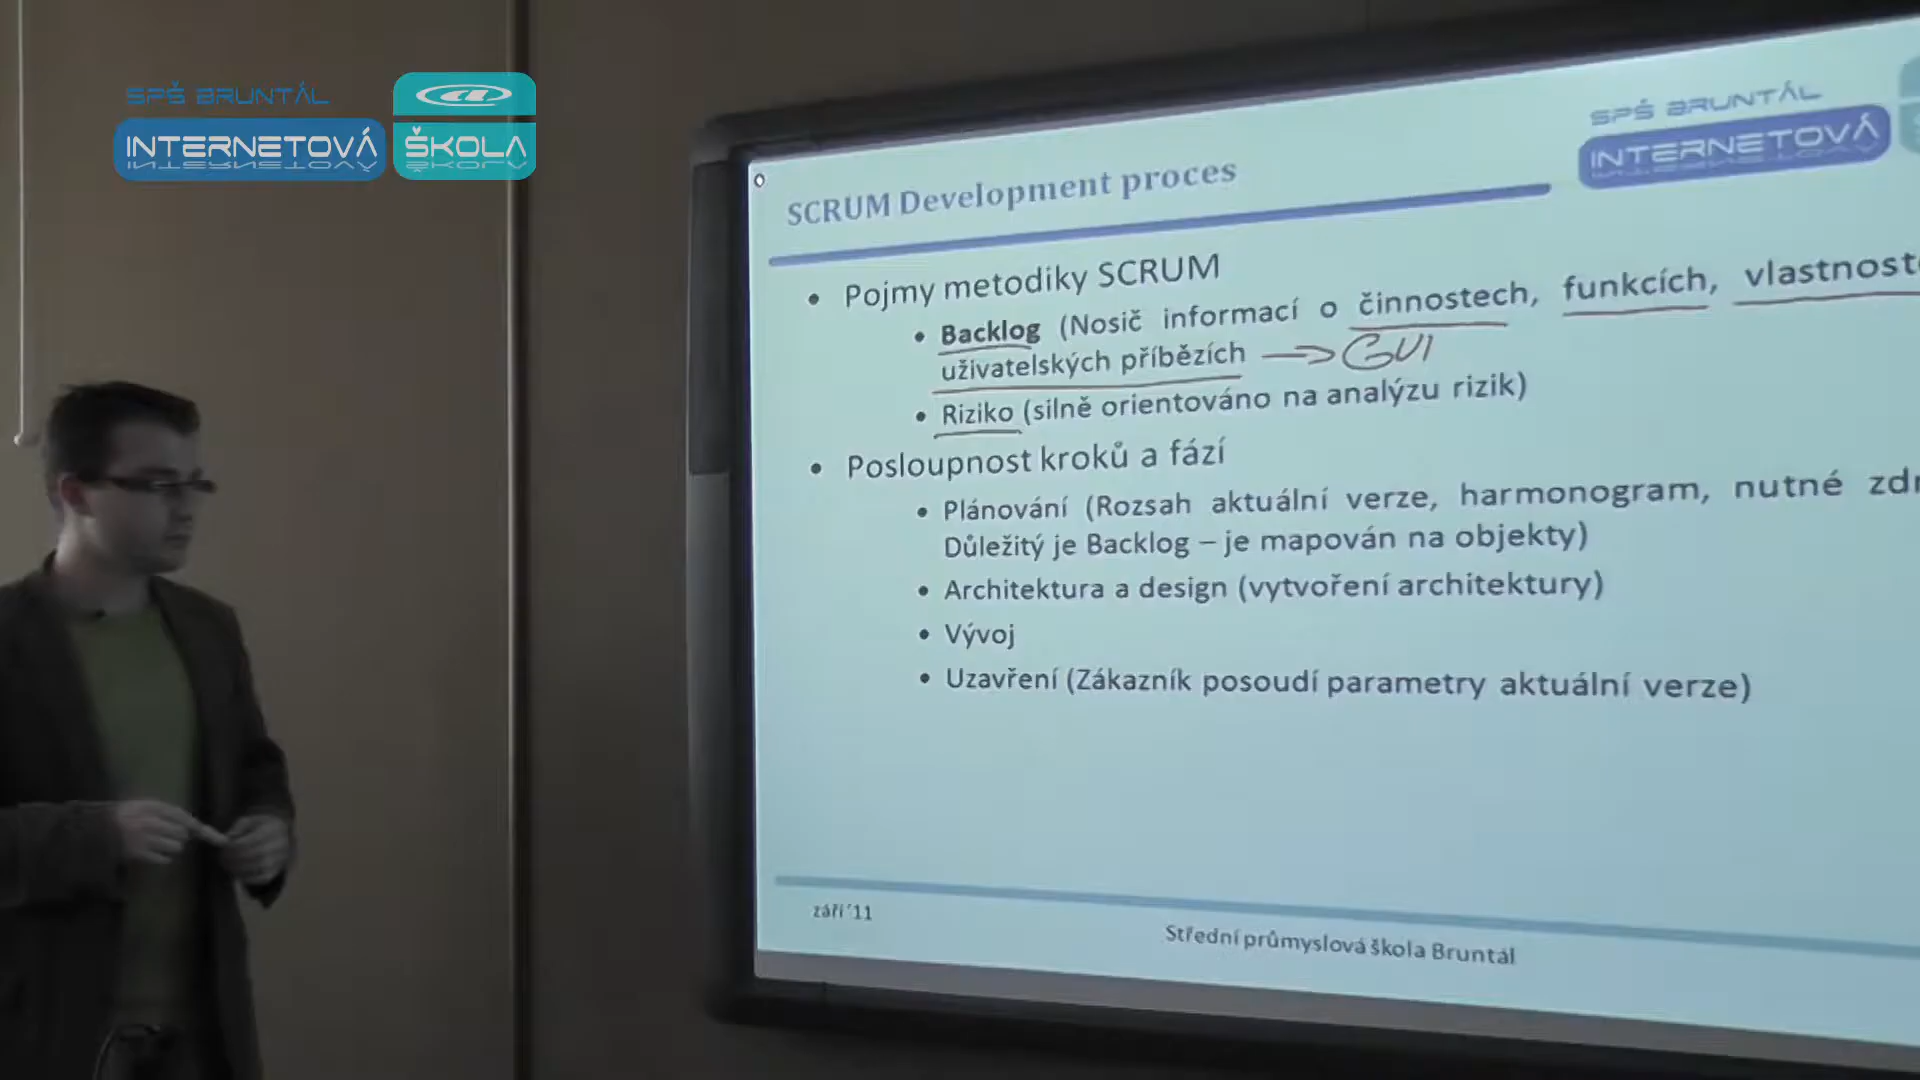 SPŠ BRUNTÁL
INTERNETOVÁ ŠKOLA
SPŠ BRUNTÁL
INTERNETOVÁ
SCRUM Development proces
• Pojmy metodiky SCRUM
• Backlog (Nosič informací o činnostech, funkcích,
uživatelských příbězích → GUI
• Riziko (silně orientováno na analýzu rizik)
• Posloupnost kroků a fází
• Plánování (Rozsah aktuální verze, harmonogram, nutné
Důležitý je Backlog – je mapován na objekty)
• Architektura a design (vytvoření architektury)
• Vývoj
• Uzavření (Zákazník posoudí parametry aktuální verze)
září ´11
Střední průmyslová škola Bruntál